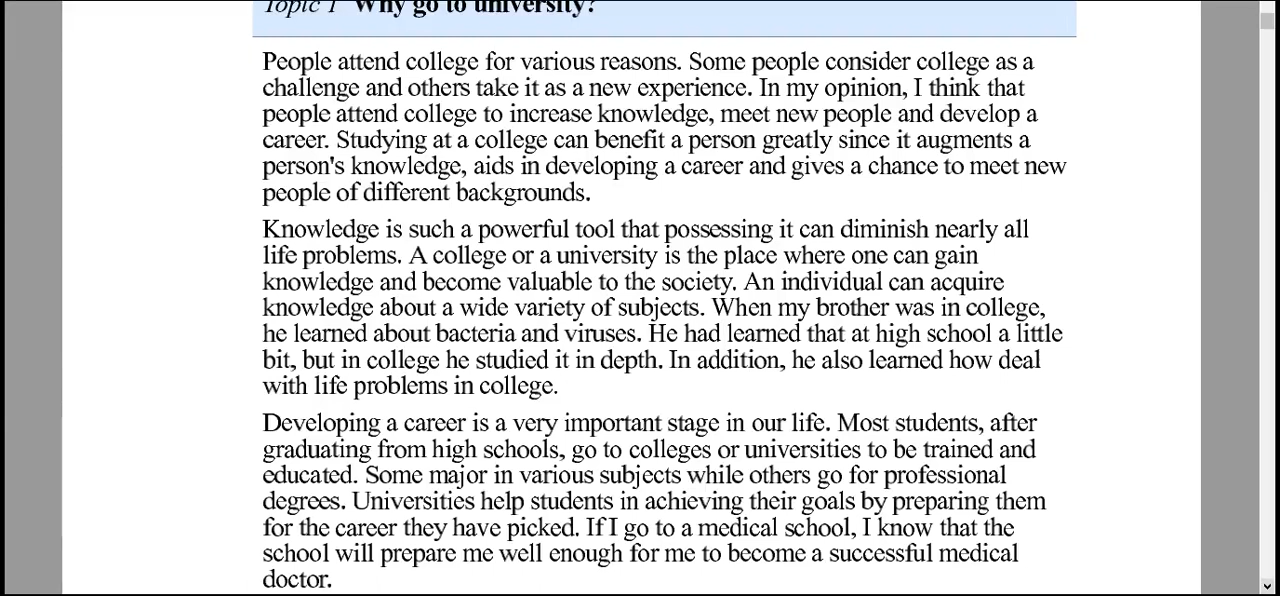 Topic 1 Why go to university?
People attend college for various reasons. Some people consider college as a
challenge and others take it as a new experience. In my opinion, I think that
people attend college to increase knowledge, meet new people and develop a
career. Studying at a college can benefit a person greatly since it augments a
person's knowledge, aids in developing a career and gives a chance to meet new
people of different backgrounds.
Knowledge is such a powerful tool that possessing it can diminish nearly all
life problems. A college or a university is the place where one can gain
knowledge and become valuable to the society. An individual can acquire
knowledge about a wide variety of subjects. When my brother was in college,
he learned about bacteria and viruses. He had learned that at high school a little
bit, but in college he studied it in depth. In addition, he also learned how deal
with life problems in college.
Developing a career is a very important stage in our life. Most students, after
graduating from high schools, go to colleges or universities to be trained and
educated. Some major in various subjects while others go for professional
degrees. Universities help students in achieving their goals by preparing them
for the career they have picked. If I go to a medical school, I know that the
school will prepare me well enough for me to become a successful medical
doctor.